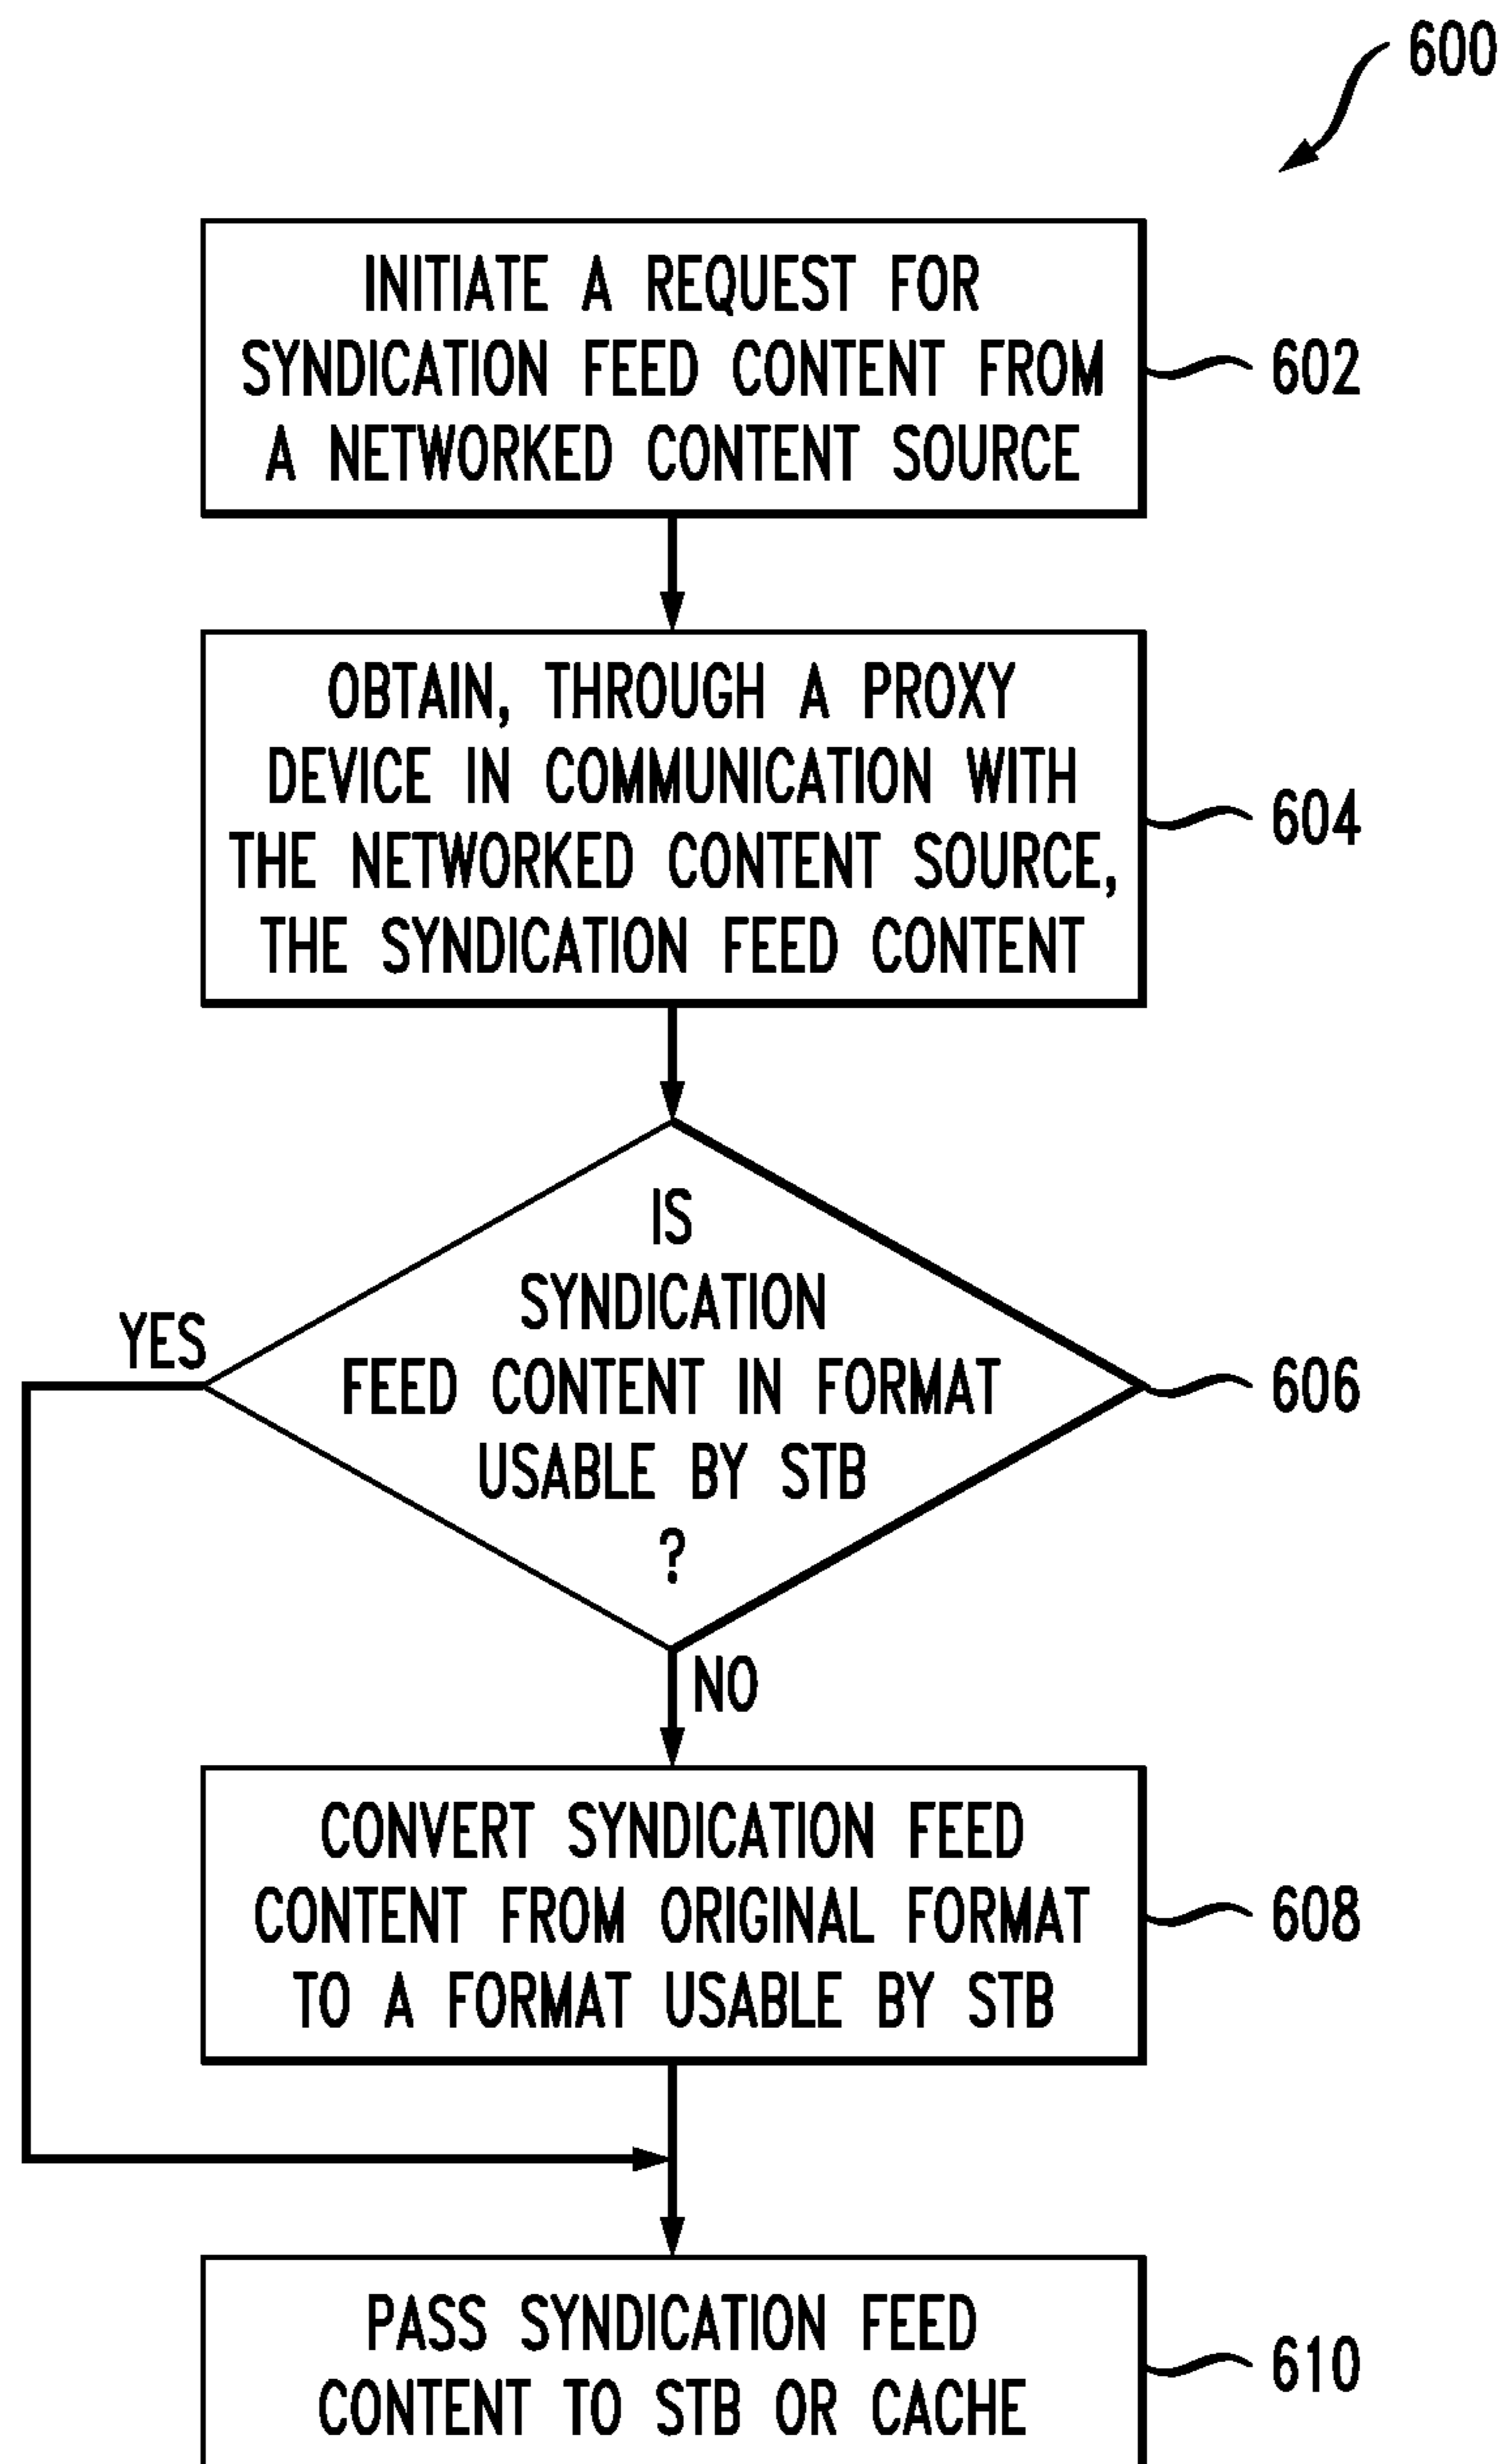 600
INITIATE A REQUEST FOR
SYNDICATION FEED CONTENT FROM
A NETWORKED CONTENT SOURCE
602
OBTAIN, THROUGH A PROXY
DEVICE IN COMMUNICATION WITH
THE NETWORKED CONTENT SOURCE,
THE SYNDICATION FEED CONTENT
604
IS
SYNDICATION
FEED CONTENT IN FORMAT
USABLE BY STB
?
606
YES
NO
CONVERT SYNDICATION FEED
CONTENT FROM ORIGINAL FORMAT
TO A FORMAT USABLE BY STB
608
PASS SYNDICATION FEED
CONTENT TO STB OR CACHE
610